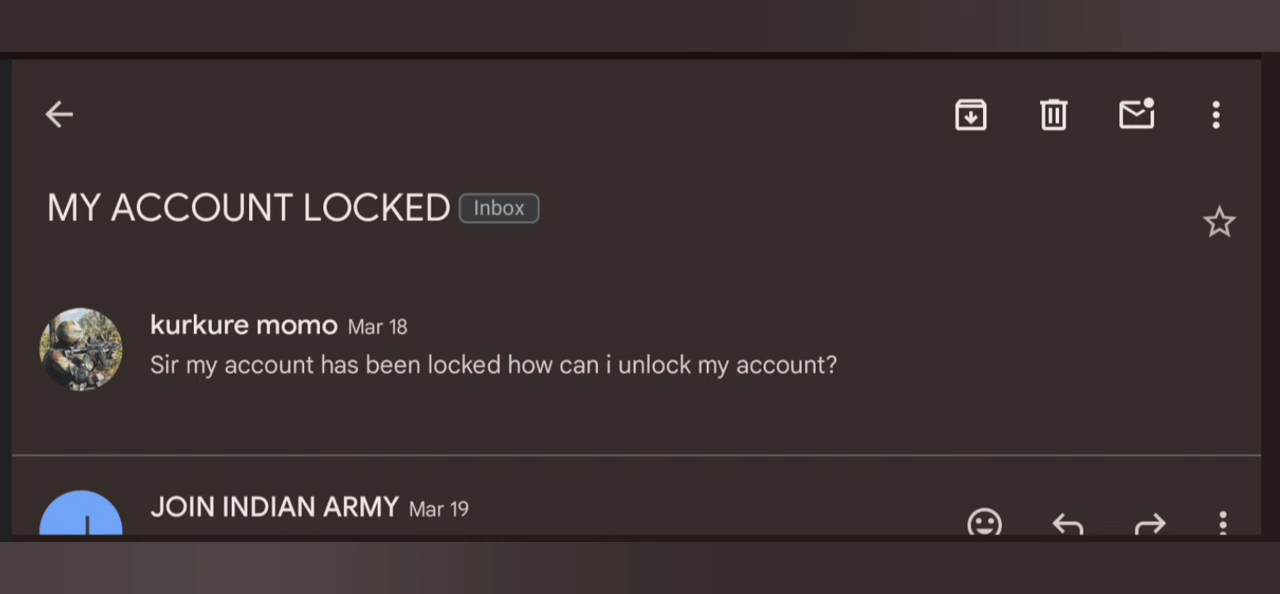 MY ACCOUNT LOCKED Inbox
kurkure momo Mar 18
Sir my account has been locked how can i unlock my account?
JOIN INDIAN ARMY Mar 19